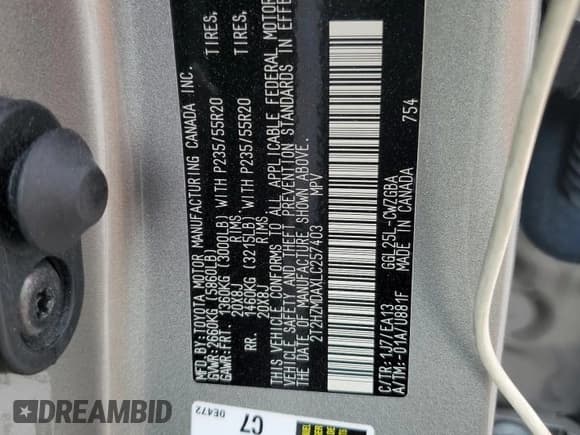 MFD. BY: TOYOTA MOTOR MANUFACTURING CANADA INC.
GVWR: 2660KG (5860LB)
GAWR: FRT. 1360KG (3000LB) WITH P235/55R20 TIRES,
20X8J RIMS.
RR. 1460KG (3215LB) WITH P235/55R20 TIRES,
20X8J RIMS.
THIS VEHICLE CONFORMS TO ALL APPLICABLE FEDERAL MOTOR
VEHICLE SAFETY AND THEFT PREVENTION STANDARDS IN EFFE
THE DATE OF MANUFACTURE SHOWN ABOVE.
2T2HZMDAXLC257403 MPV
C/TR: 1J7/EA13 GGL25L-CWZGBA
A/TM: -01A/U881F MADE IN CANADA
754
C7
0E472
DREAMBID